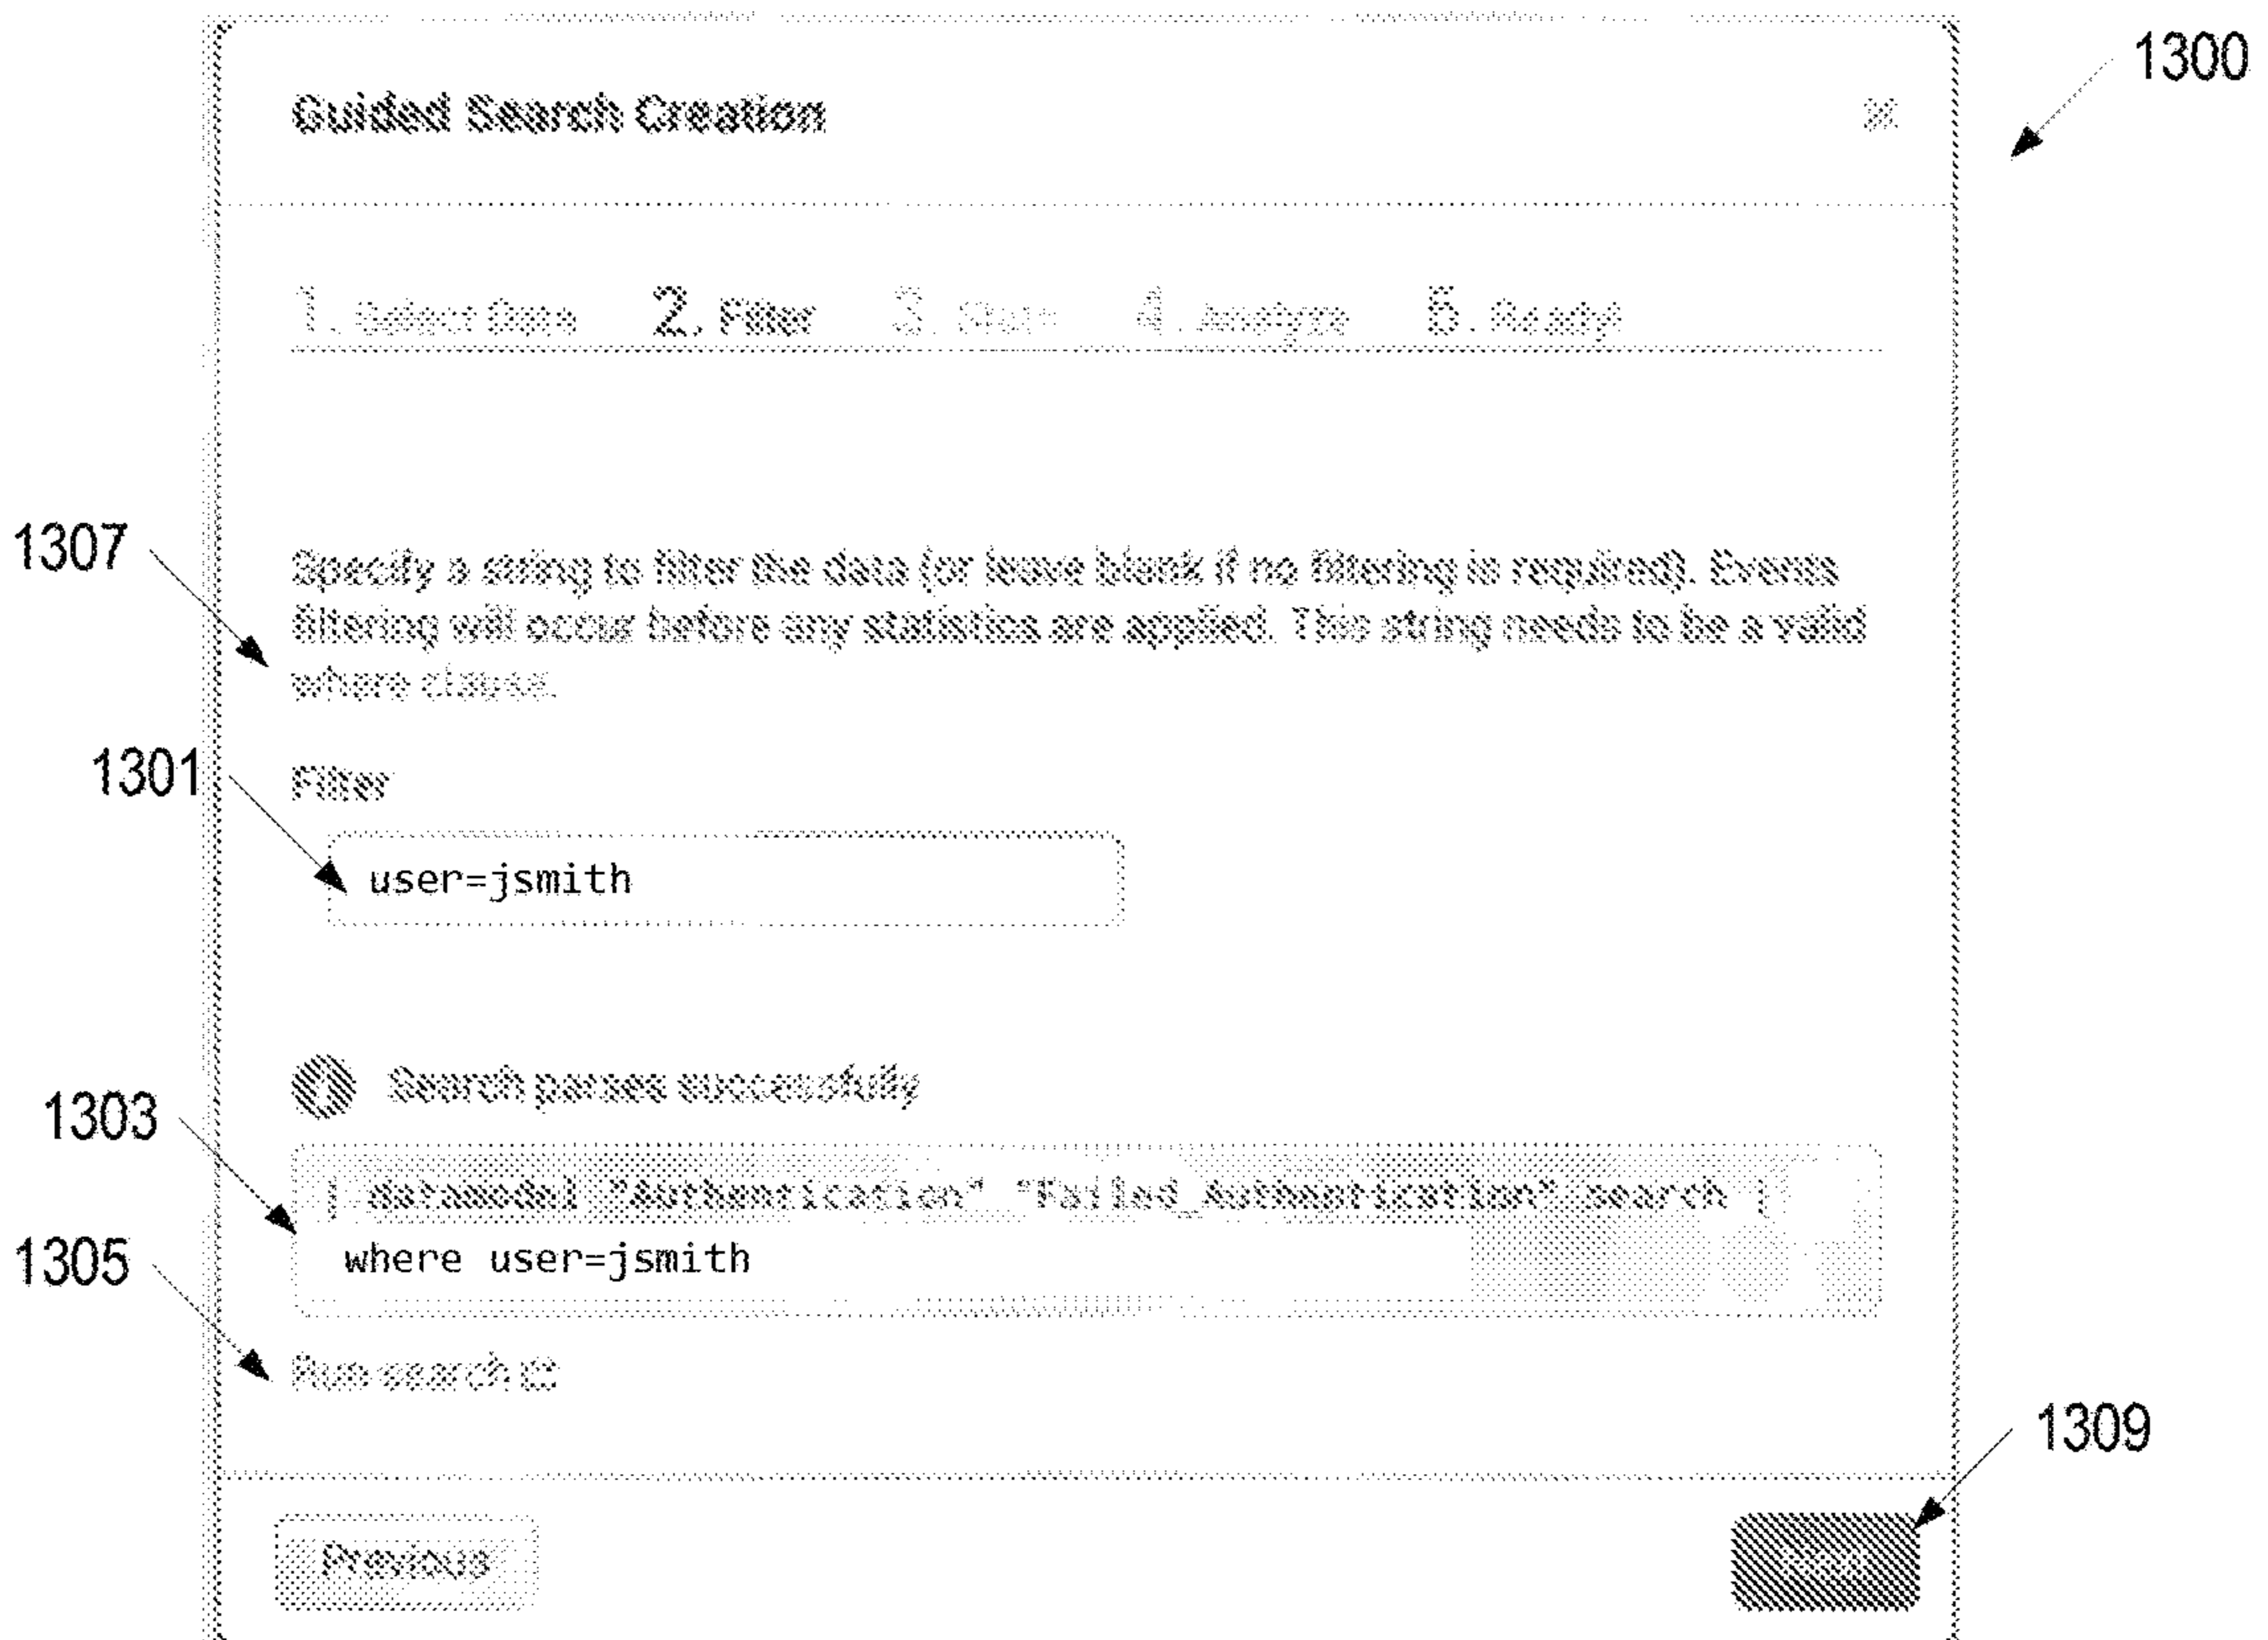 1300
Guided Search Creation
1. Select Data 2. Filter 3. 4. Analyze 5. Ready
1307
Specify a string to filter the data (or leave blank if no filtering is required). Events
filtering will occur before any statistics are applied. This string needs to be a valid
where clause.
1301
Filter
user=jsmith
Search parses successfully
1303
| datamodel "Authentication" "Failed_Authentication" search |
1305
where user=jsmith
Run search
1309
Previous